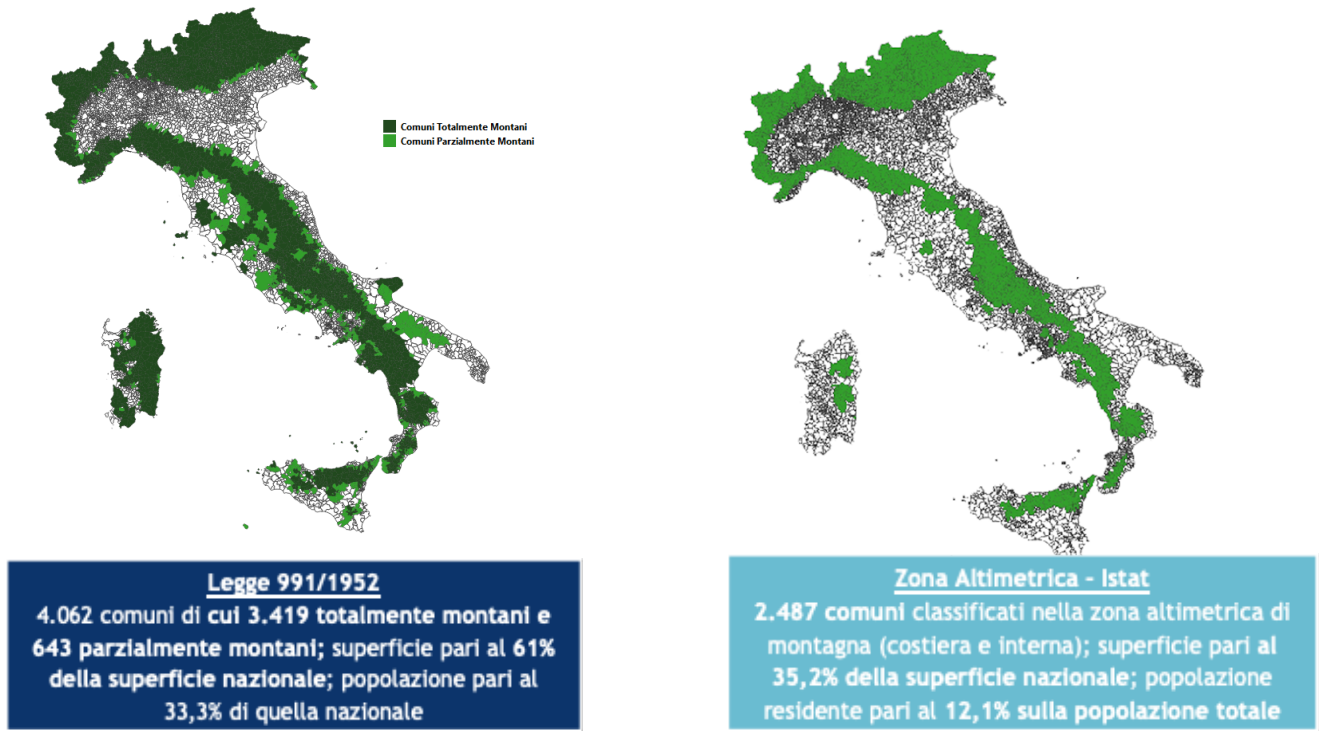 Comuni Totalmente Montani
Comuni Parzialmente Montani
Legge 991/1952
4.062 comuni di cui 3.419 totalmente montani e
643 parzialmente montani; superficie pari al 61%
della superficie nazionale; popolazione pari al
33,3% di quella nazionale
Zona Altimetrica - Istat
2.487 comuni classificati nella zona altimetrica di
montagna (costiera e interna); superficie pari al
35,2% della superficie nazionale; popolazione
residente pari al 12,1% sulla popolazione totale